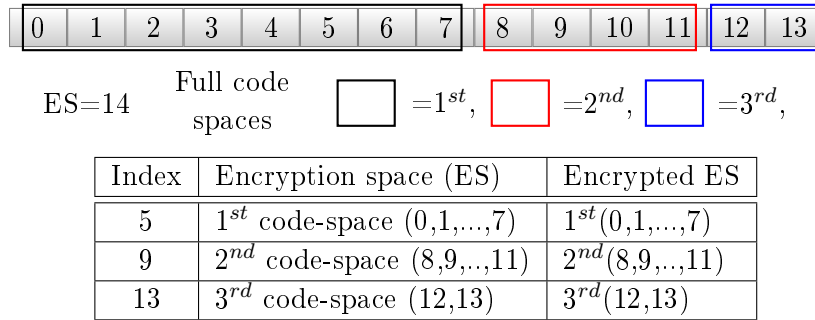 0 1 2 3 4 5 6 7 8 9 10 11 12 13
ES=14 Full code spaces =1st, =2nd, =3rd,
Index Encryption space (ES) Encrypted ES
5 1st code-space (0,1,...,7) 1st(0,1,...,7)
9 2nd code-space (8,9,..,11) 2nd(8,9,..,11)
13 3rd code-space (12,13) 3rd(12,13)